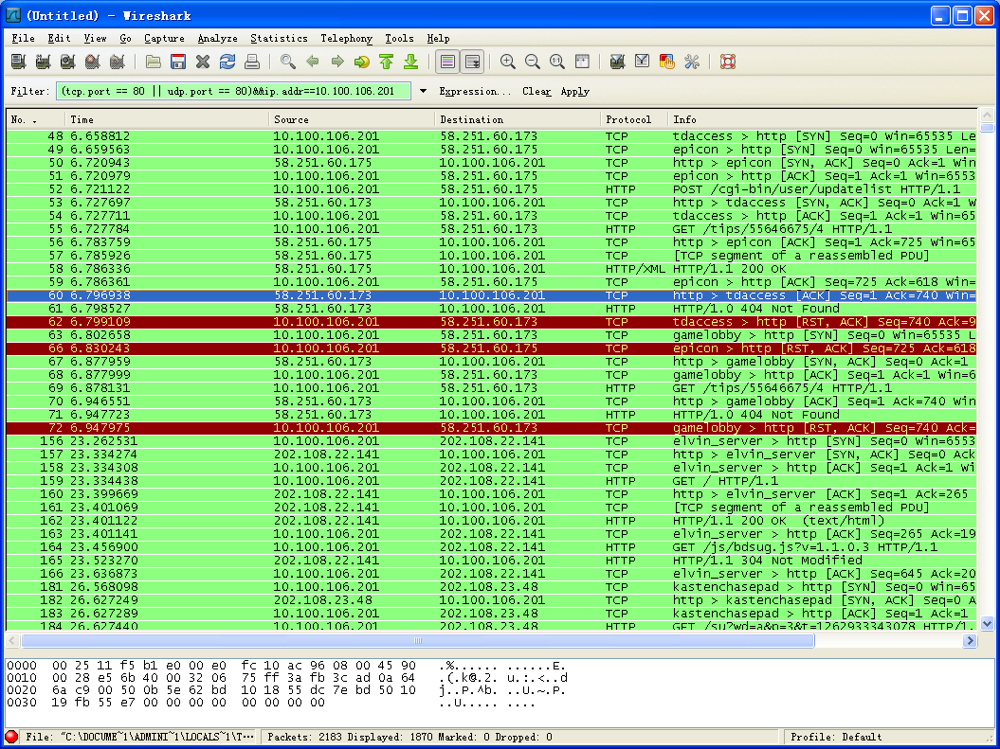 (Untitled) - Wireshark
File Edit View Go Capture Analyze Statistics Telephony Tools Help
Filter: (tcp.port == 80 || udp.port == 80)&&ip.addr==10.100.106.201 Expression... Clear Apply
No. . Time Source Destination Protocol Info
48 6.658812 10.100.106.201 58.251.60.173 TCP tdaccess > http [SYN] Seq=0 Win=65535 Le
49 6.659563 10.100.106.201 58.251.60.175 TCP epicon > http [SYN] Seq=0 Win=65535 Len=
50 6.720943 58.251.60.175 10.100.106.201 TCP http > epicon [SYN, ACK] Seq=0 Ack=1 Win
51 6.720979 10.100.106.201 58.251.60.175 TCP epicon > http [ACK] Seq=1 Ack=1 Win=6553
52 6.721122 10.100.106.201 58.251.60.175 HTTP POST /cgi-bin/user/updatelist HTTP/1.1
53 6.727697 58.251.60.173 10.100.106.201 TCP http > tdaccess [SYN, ACK] Seq=0 Ack=1 W
54 6.727711 10.100.106.201 58.251.60.173 TCP tdaccess > http [ACK] Seq=1 Ack=1 Win=65
55 6.727784 10.100.106.201 58.251.60.173 HTTP GET /tips/55646675/4 HTTP/1.1
56 6.783759 58.251.60.175 10.100.106.201 TCP http > epicon [ACK] Seq=1 Ack=725 Win=65
57 6.785926 58.251.60.175 10.100.106.201 TCP [TCP segment of a reassembled PDU]
58 6.786336 58.251.60.175 10.100.106.201 HTTP/XML HTTP/1.1 200 OK
59 6.786361 10.100.106.201 58.251.60.175 TCP epicon > http [ACK] Seq=725 Ack=618 Win=
60 6.796938 58.251.60.173 10.100.106.201 TCP http > tdaccess [ACK] Seq=1 Ack=740 Win=
61 6.798527 58.251.60.173 10.100.106.201 HTTP HTTP/1.0 404 Not Found
62 6.799109 10.100.106.201 58.251.60.173 TCP tdaccess > http [RST, ACK] Seq=740 Ack=9
63 6.802658 10.100.106.201 58.251.60.173 TCP gamelobby > http [SYN] Seq=0 Win=65535 L
66 6.830243 10.100.106.201 58.251.60.175 TCP epicon > http [RST, ACK] Seq=725 Ack=618
67 6.877959 58.251.60.173 10.100.106.201 TCP http > gamelobby [SYN, ACK] Seq=0 Ack=1
68 6.877999 10.100.106.201 58.251.60.173 TCP gamelobby > http [ACK] Seq=1 Ack=1 Win=6
69 6.878131 10.100.106.201 58.251.60.173 HTTP GET /tips/55646675/4 HTTP/1.1
70 6.946551 58.251.60.173 10.100.106.201 TCP http > gamelobby [ACK] Seq=1 Ack=740 Win
71 6.947723 58.251.60.173 10.100.106.201 HTTP HTTP/1.0 404 Not Found
72 6.947975 10.100.106.201 58.251.60.173 TCP gamelobby > http [RST, ACK] Seq=740 Ack=
156 23.262531 10.100.106.201 202.108.22.141 TCP elvin_server > http [SYN] Seq=0 Win=6553
157 23.334274 202.108.22.141 10.100.106.201 TCP http > elvin_server [SYN, ACK] Seq=0 Ack
158 23.334308 10.100.106.201 202.108.22.141 TCP elvin_server > http [ACK] Seq=1 Ack=1 Wi
159 23.334438 10.100.106.201 202.108.22.141 HTTP GET / HTTP/1.1
160 23.399669 202.108.22.141 10.100.106.201 TCP http > elvin_server [ACK] Seq=1 Ack=265
161 23.401069 202.108.22.141 10.100.106.201 TCP [TCP segment of a reassembled PDU]
162 23.401122 202.108.22.141 10.100.106.201 HTTP HTTP/1.1 200 OK (text/html)
163 23.401141 10.100.106.201 202.108.22.141 TCP elvin_server > http [ACK] Seq=265 Ack=19
164 23.456900 10.100.106.201 202.108.22.141 HTTP GET /js/bdsug.js?v=1.1.0.3 HTTP/1.1
165 23.523270 202.108.22.141 10.100.106.201 HTTP HTTP/1.1 304 Not Modified
166 23.636873 10.100.106.201 202.108.22.141 TCP elvin_server > http [ACK] Seq=645 Ack=20
181 26.568098 10.100.106.201 202.108.23.48 TCP kastenchasepad > http [SYN] Seq=0 Win=65
182 26.627249 202.108.23.48 10.100.106.201 TCP http > kastenchasepad [SYN, ACK] Seq=0 A
183 26.627289 10.100.106.201 202.108.23.48 TCP kastenchasepad > http [ACK] Seq=1 Ack=1
184 26.627440 10.100.106.201 202.108.23.48 HTTP GET /su?wd=a&p=3&t=1262933343078 HTTP/1.
0000 00 25 11 f5 b1 e0 00 e0 fc 10 ac 96 08 00 45 90 .%...... ......E.
0010 00 28 e5 6b 40 00 32 06 75 ff 3a fb 3c ad 0a 64 .(.k@.2. u.:.<..d
0020 6a c9 00 50 0b 5e 62 bd 10 18 55 dc 7e bd 50 10 j..P.^b. ..U.~.P.
0030 19 fb 55 e7 00 00 00 00 00 00 00 00 ..U..... ....
File: "C:\DOCUME~1\ADMINI~1\LOCALS~1\T... Packets: 2183 Displayed: 1870 Marked: 0 Dropped: 0 Profile: Default